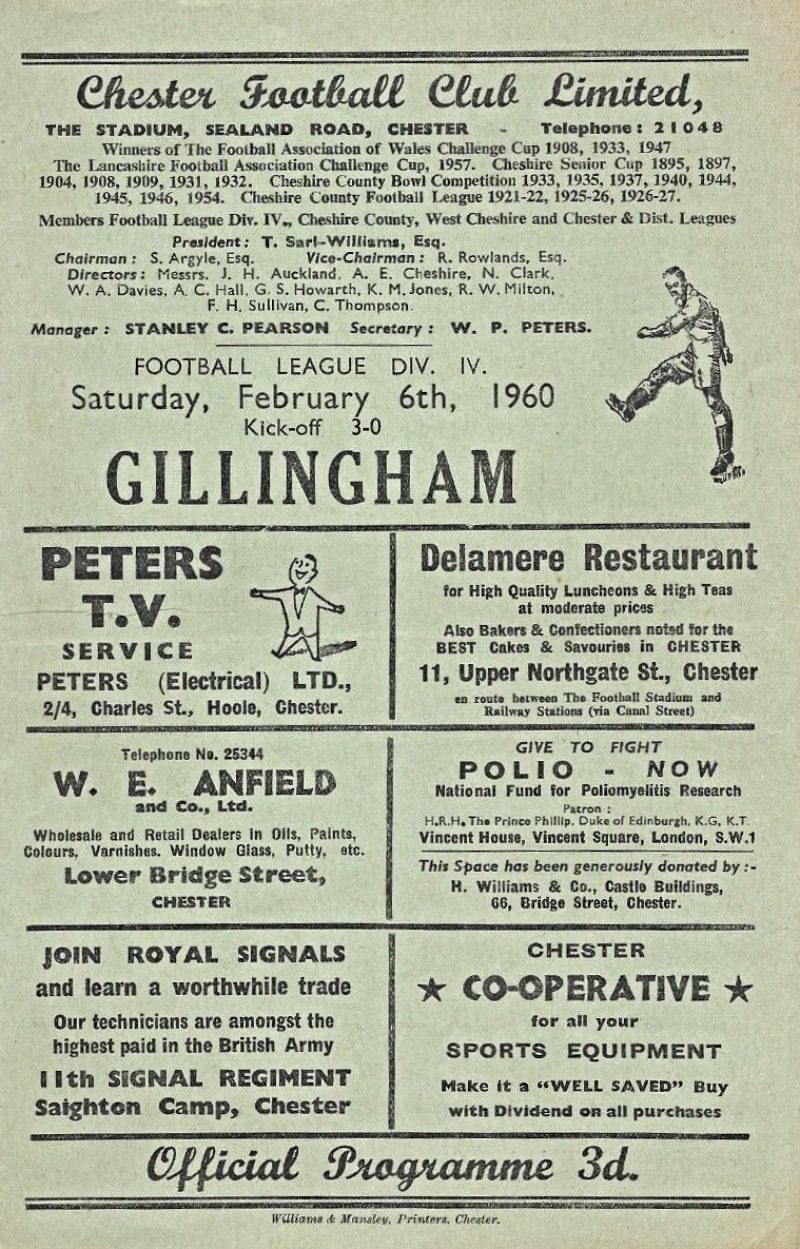 Chester Football Club Limited,
THE STADIUM, SEALAND ROAD, CHESTER - Telephone: 21048
Winners of The Football Association of Wales Challenge Cup 1908, 1933, 1947
The Lancashire Football Association Challenge Cup, 1957. Cheshire Senior Cup 1895, 1897,
1904, 1908, 1909, 1931, 1932. Cheshire County Bowl Competition 1933, 1935, 1937, 1940, 1944,
1945, 1946, 1954. Cheshire County Football League 1921-22, 1925-26, 1926-27.
Members Football League Div. IV., Cheshire County, West Cheshire and Chester & Dist. Leagues
President: T. Sarl-Williams, Esq.
Chairman: S. Argyle, Esq. Vice-Chairman: R. Rowlands, Esq.
Directors: Messrs. J. H. Auckland, A. E. Cheshire, N. Clark,
W. A. Davies, A. C. Hall, G. S. Howarth, K. M. Jones, R. W. Milton,
F. H. Sullivan, C. Thompson.
Manager: STANLEY C. PEARSON Secretary: W. P. PETERS.
FOOTBALL LEAGUE DIV. IV.
Saturday, February 6th, 1960
Kick-off 3-0
GILLINGHAM
PETERS
T.V.
SERVICE
PETERS (Electrical) LTD.,
2/4, Charles St., Hoole, Chester.
Delamere Restaurant
for High Quality Luncheons & High Teas
at moderate prices
Also Bakers & Confectioners noted for the
BEST Cakes & Savouries in CHESTER
11, Upper Northgate St., Chester
en route between The Football Stadium and
Railway Stations (via Canal Street)
Telephone No. 25344
W. E. ANFIELD
and Co., Ltd.
Wholesale and Retail Dealers in Oils, Paints,
Colours, Varnishes. Window Glass, Putty, etc.
Lower Bridge Street,
CHESTER
GIVE TO FIGHT
POLIO - NOW
National Fund for Poliomyelitis Research
Patron :
H.R.H. The Prince Phillip, Duke of Edinburgh, K.G, K.T.
Vincent House, Vincent Square, London, S.W.1
This Space has been generously donated by :-
H. Williams & Co., Castle Buildings,
66, Bridge Street, Chester.
JOIN ROYAL SIGNALS
and learn a worthwhile trade
Our technicians are amongst the
highest paid in the British Army
11th SIGNAL REGIMENT
Saighton Camp, Chester
CHESTER
★ CO-OPERATIVE ★
for all your
SPORTS EQUIPMENT
Make it a "WELL SAVED" Buy
with Dividend on all purchases
Official Programme 3d.
Williams & Mansley, Printers, Chester.